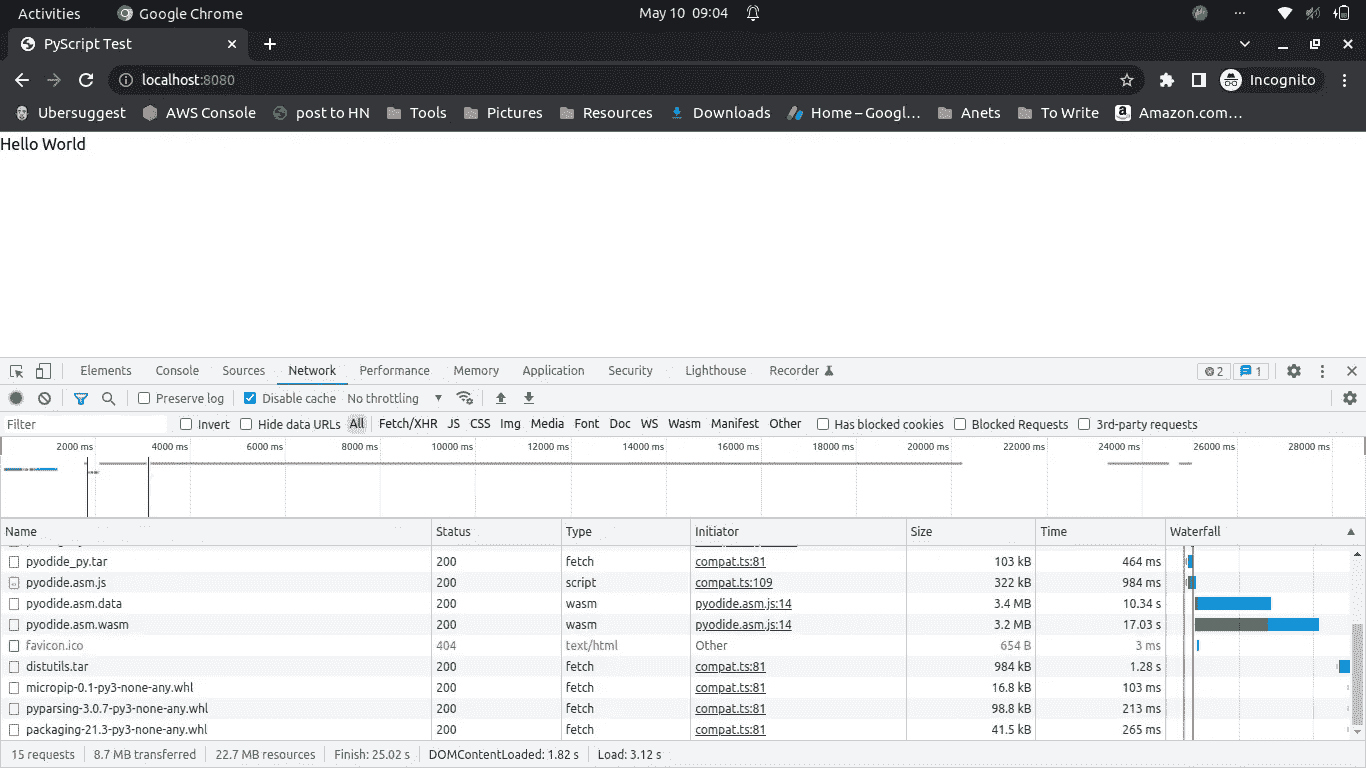 Activities Google Chrome May 10 09:04
PyScript Test
localhost:8080 Incognito
Ubersuggest AWS Console post to HN Tools Pictures Resources Downloads Home – Googl… Anets To Write Amazon.com…
Hello World
Elements Console Sources Network Performance Memory Application Security Lighthouse Recorder 2 1
Preserve log Disable cache No throttling
Filter Invert Hide data URLs All Fetch/XHR JS CSS Img Media Font Doc WS Wasm Manifest Other Has blocked cookies Blocked Requests 3rd-party requests
2000 ms 4000 ms 6000 ms 8000 ms 10000 ms 12000 ms 14000 ms 16000 ms 18000 ms 20000 ms 22000 ms 24000 ms 26000 ms 28000 ms
Name Status Type Initiator Size Time Waterfall
pyodide_py.tar 200 fetch compat.ts:81 103 kB 464 ms
pyodide.asm.js 200 script compat.ts:109 322 kB 984 ms
pyodide.asm.data 200 wasm pyodide.asm.js:14 3.4 MB 10.34 s
pyodide.asm.wasm 200 wasm pyodide.asm.js:14 3.2 MB 17.03 s
favicon.ico 404 text/html Other 654 B 3 ms
distutils.tar 200 fetch compat.ts:81 984 kB 1.28 s
micropip-0.1-py3-none-any.whl 200 fetch compat.ts:81 16.8 kB 103 ms
pyparsing-3.0.7-py3-none-any.whl 200 fetch compat.ts:81 98.8 kB 213 ms
packaging-21.3-py3-none-any.whl 200 fetch compat.ts:81 41.5 kB 265 ms
15 requests 8.7 MB transferred 22.7 MB resources Finish: 25.02 s DOMContentLoaded: 1.82 s Load: 3.12 s